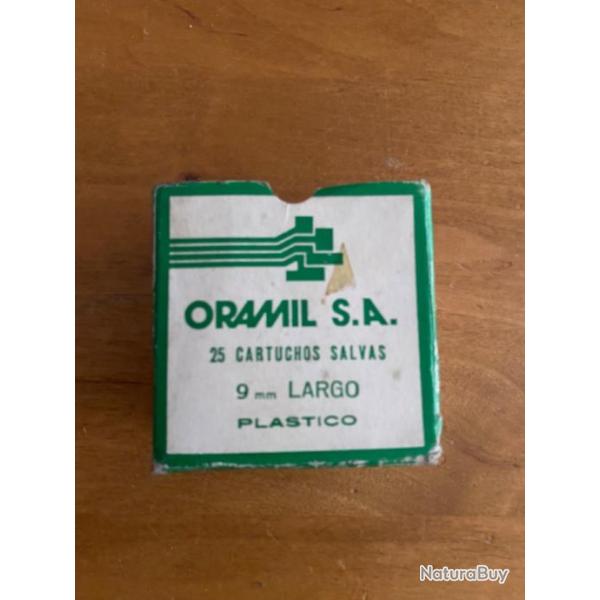 ORAMIL S.A.
25 CARTUCHOS SALVAS
9 mm LARGO
PLASTICO
NaturaBuy